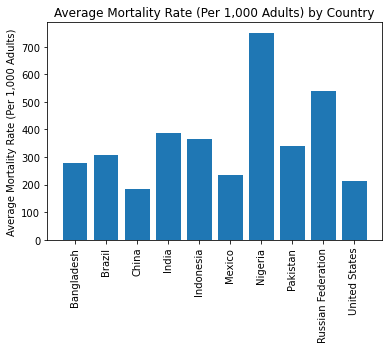 Average Mortality Rate (Per 1,000 Adults) by Country
Average Mortality Rate (Per 1,000 Adults)
700
600
500
400
300
200
100
0
Bangladesh
Brazil
China
India
Indonesia
Mexico
Nigeria
Pakistan
Russian Federation
United States